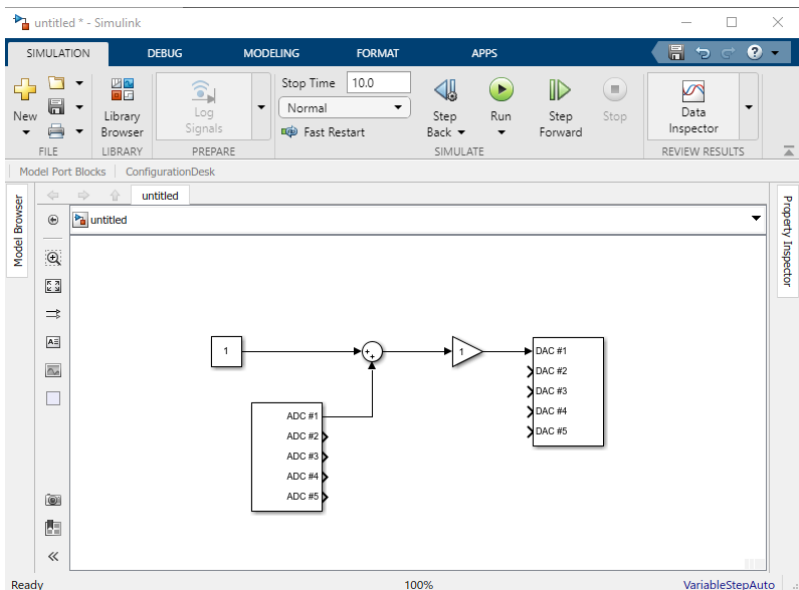 untitled * - Simulink
SIMULATION DEBUG MODELING FORMAT APPS
?
New
FILE
Library
Browser
LIBRARY
Log
Signals
PREPARE
Stop Time 10.0
Normal
Fast Restart
Step
Back
Run
Step
Forward
Stop
SIMULATE
Data
Inspector
REVIEW RESULTS
Model Port Blocks ConfigurationDesk
Model Browser
untitled
untitled
Property Inspector
A
1
+
+
1
DAC #1
DAC #2
DAC #3
DAC #4
DAC #5
ADC #1
ADC #2
ADC #3
ADC #4
ADC #5
Ready 100% VariableStepAuto